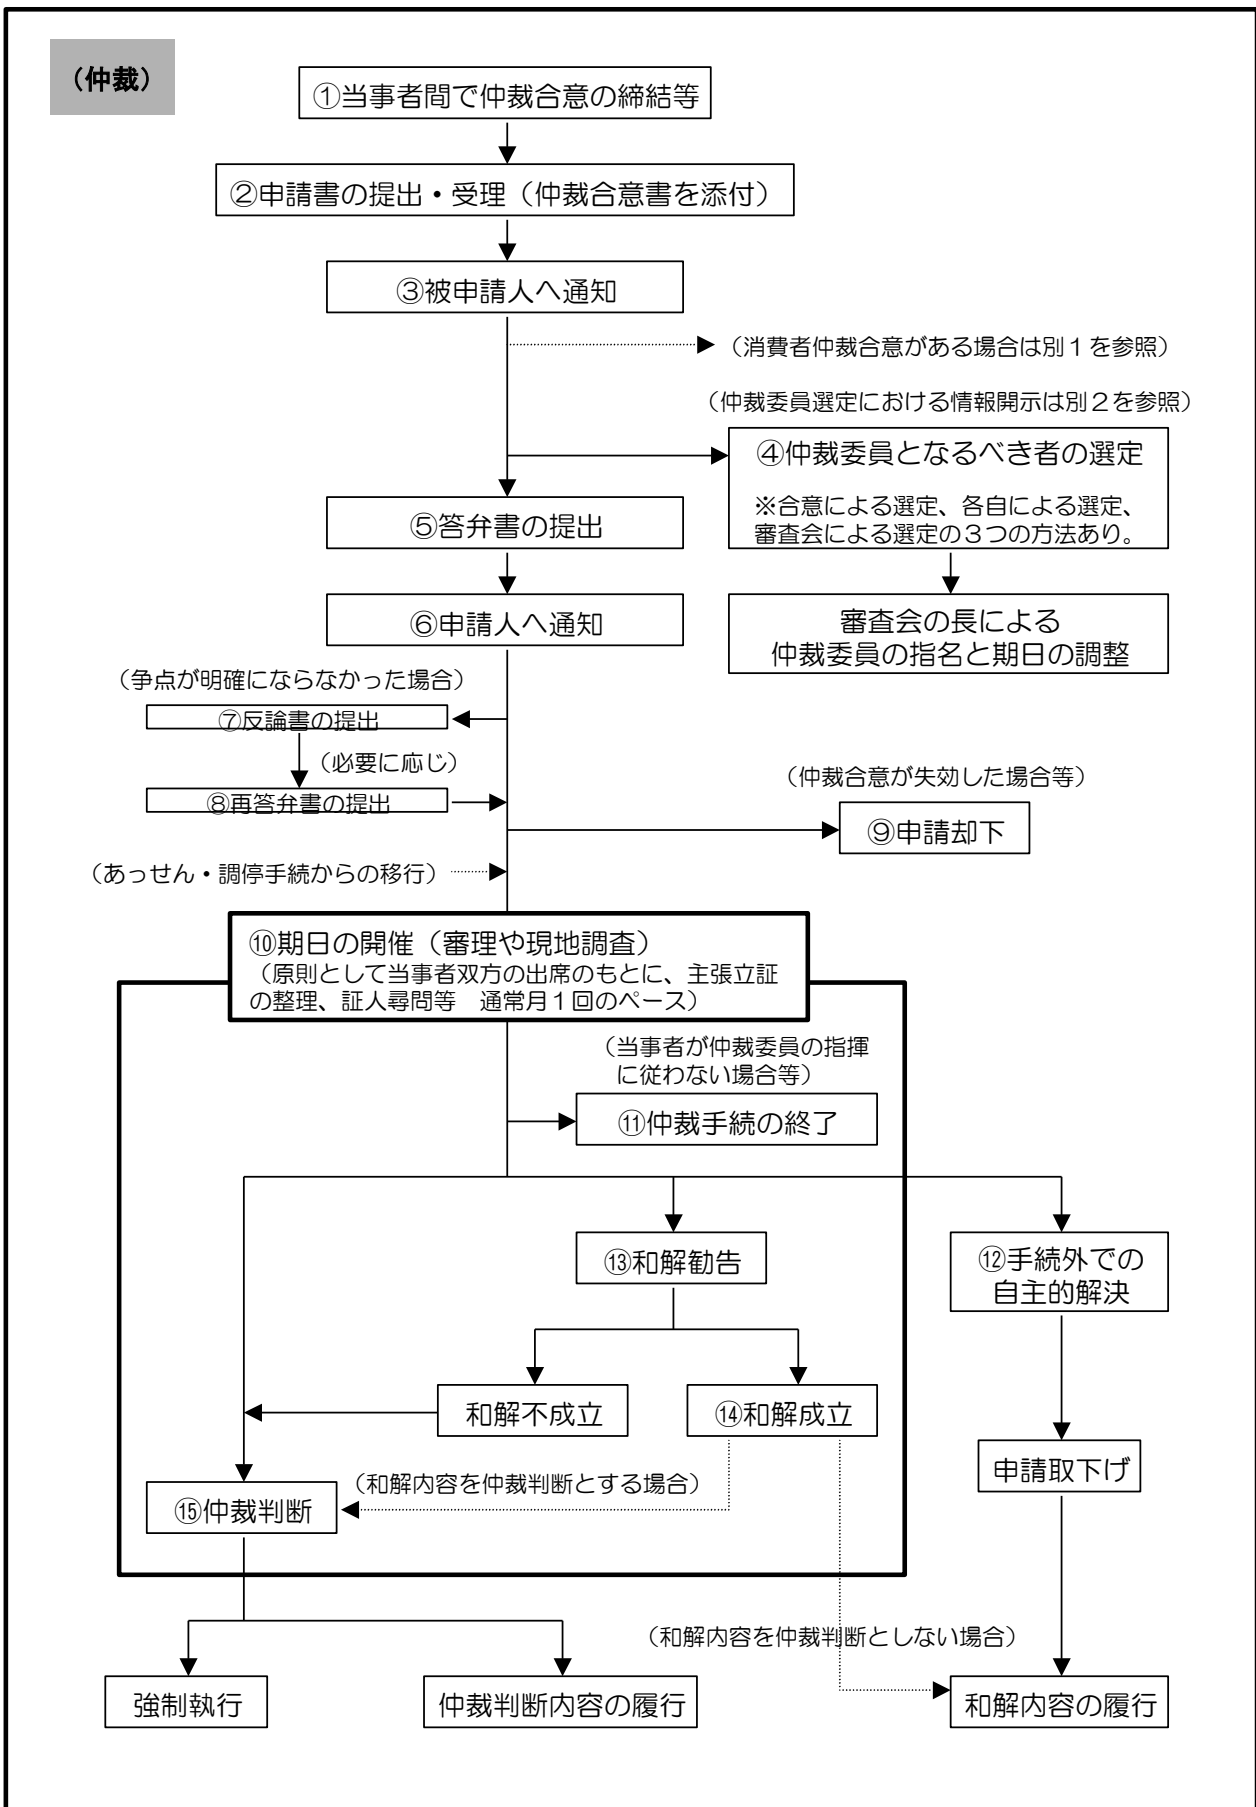 （仲裁）
①当事者間で仲裁合意の締結等
②申請書の提出・受理（仲裁合意書を添付）
③被申請人へ通知
（消費者仲裁合意がある場合は別１を参照）
（仲裁委員選定における情報開示は別２を参照）
④仲裁委員となるべき者の選定
※合意による選定、各自による選定、
審査会による選定の３つの方法あり。
⑤答弁書の提出
⑥申請人へ通知
審査会の長による
仲裁委員の指名と期日の調整
（争点が明確にならなかった場合）
⑦反論書の提出
（必要に応じ）
⑧再答弁書の提出
（仲裁合意が失効した場合等）
⑨申請却下
（あっせん・調停手続からの移行）
⑩期日の開催（審理や現地調査）
（原則として当事者双方の出席のもとに、主張立証
の整理、証人尋問等　通常月１回のペース）
（当事者が仲裁委員の指揮
に従わない場合等）
⑪仲裁手続の終了
⑬和解勧告
⑫手続外での
自主的解決
和解不成立
⑭和解成立
申請取下げ
（和解内容を仲裁判断とする場合）
⑮仲裁判断
（和解内容を仲裁判断としない場合）
強制執行
仲裁判断内容の履行
和解内容の履行